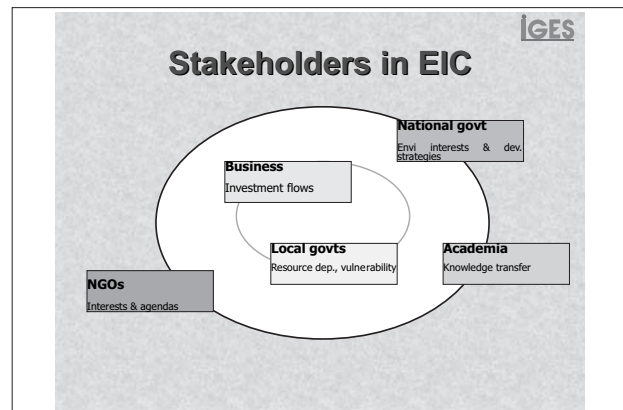 IGES
Stakeholders in EIC
National govt
Envi interests & dev.
strategies
Business
Investment flows
Local govts
Resource dep., vulnerability
Academia
Knowledge transfer
NGOs
Interests & agendas